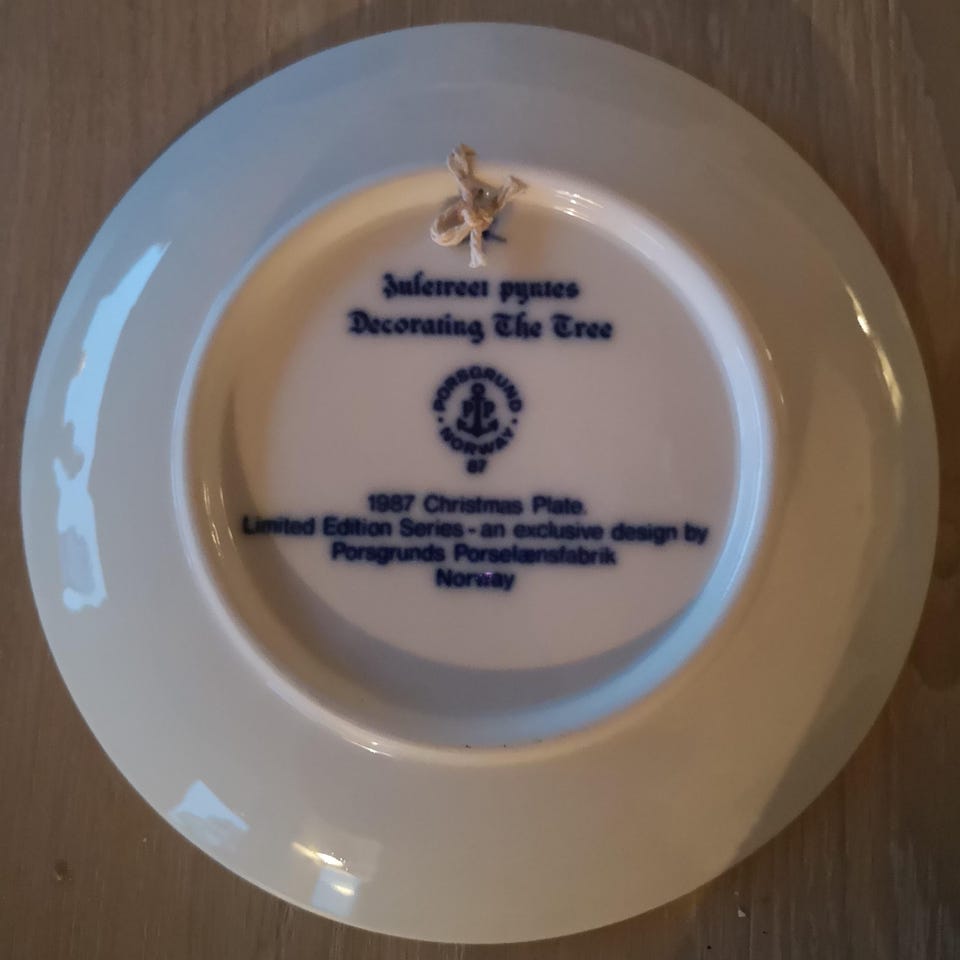 Juletreet pyntes
Decorating The Tree
PORSGRUND
P P
· NORWAY ·
87
1987 Christmas Plate.
Limited Edition Series - an exclusive design by
Porsgrunds Porselænsfabrik
Norway